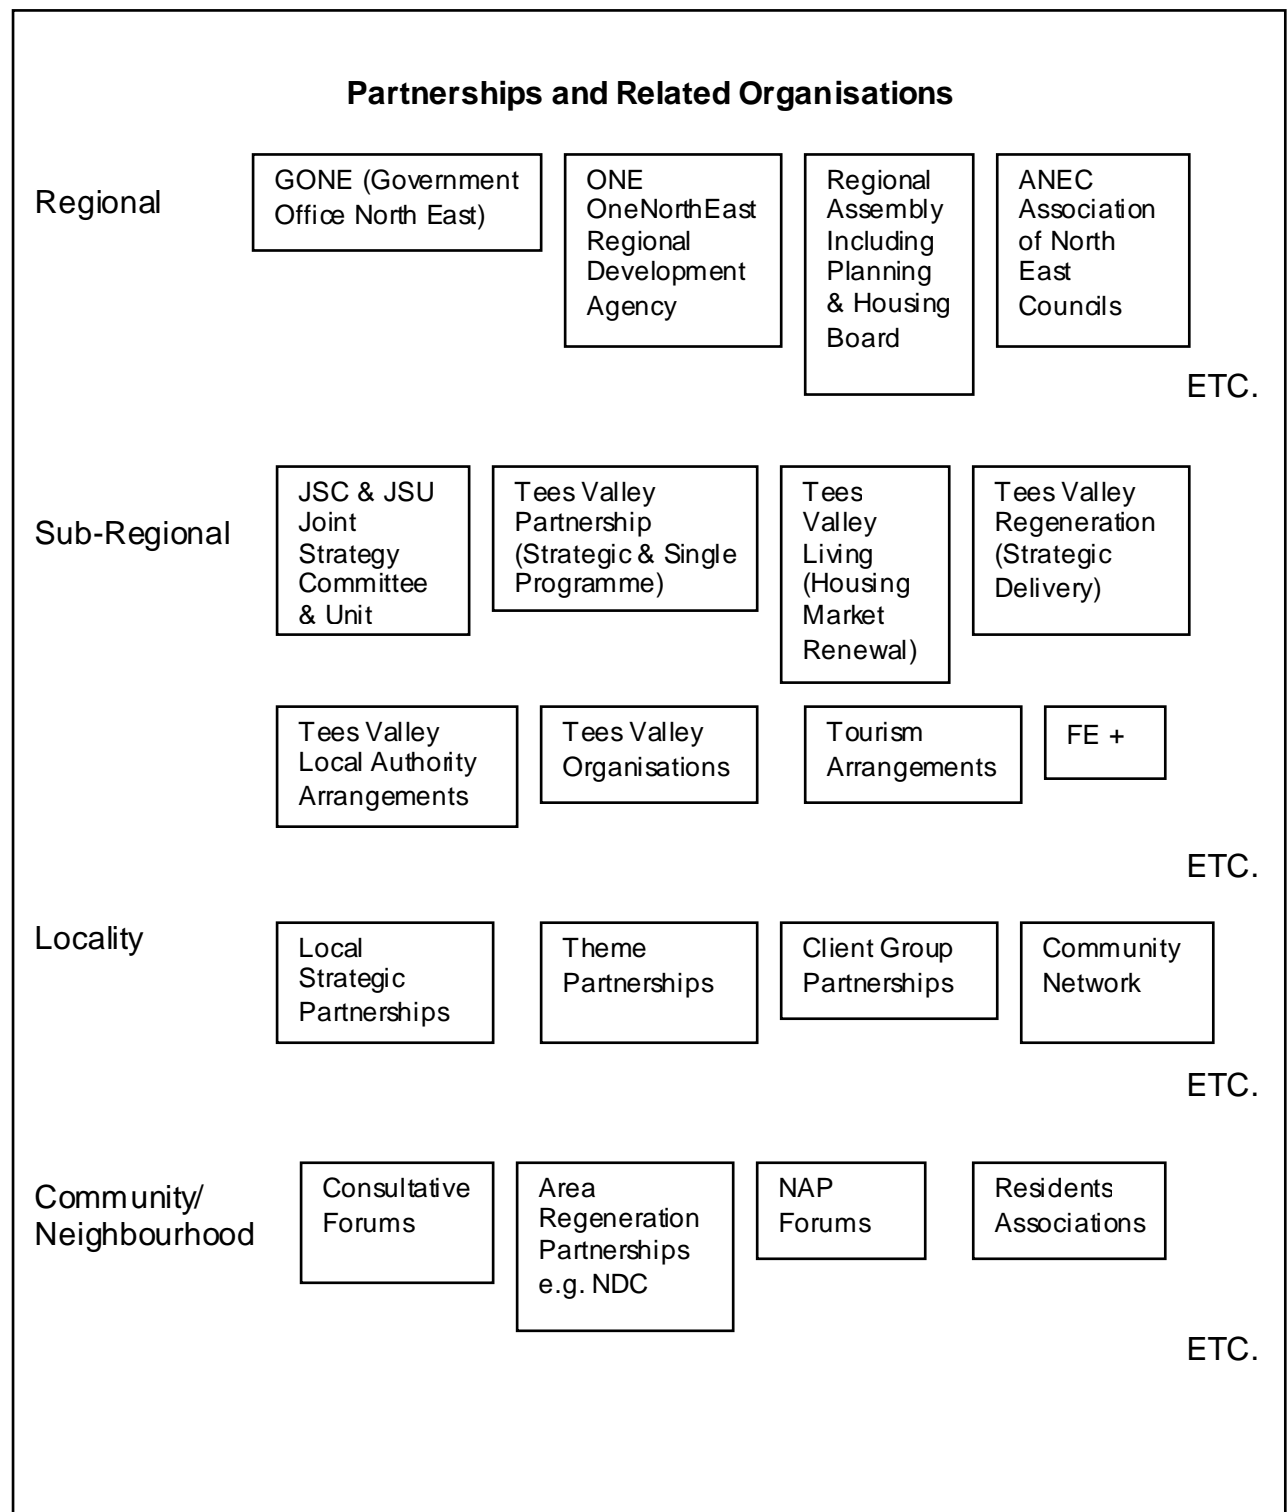 Partnerships and Related Organisations
Regional
GONE (Government
Office North East)
ONE
OneNorthEast
Regional
Development
Agency
Regional
Assembly
Including
Planning
& Housing
Board
ANEC
Association
of North
East
Councils
ETC.
Sub-Regional
JSC & JSU
Joint
Strategy
Committee
& Unit
Tees Valley
Partnership
(Strategic & Single
Programme)
Tees
Valley
Living
(Housing
Market
Renewal)
Tees Valley
Regeneration
(Strategic
Delivery)
Tees Valley
Local Authority
Arrangements
Tees Valley
Organisations
Tourism
Arrangements
FE +
ETC.
Locality
Local
Strategic
Partnerships
Theme
Partnerships
Client Group
Partnerships
Community
Network
ETC.
Community/
Neighbourhood
Consultative
Forums
Area
Regeneration
Partnerships
e.g. NDC
NAP
Forums
Residents
Associations
ETC.